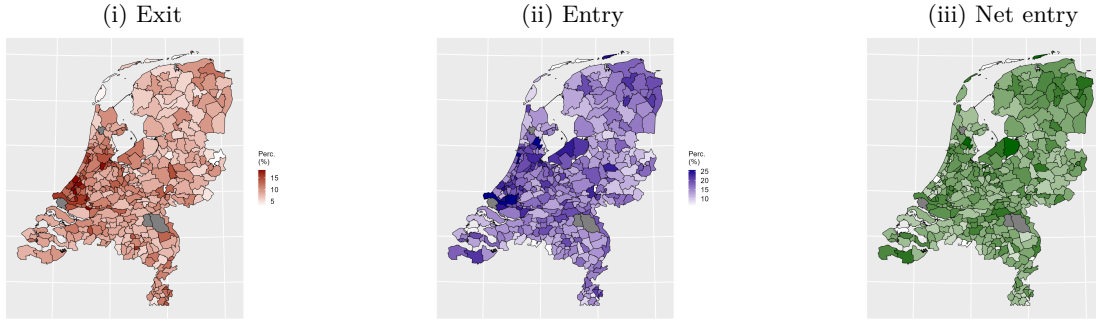 (i) Exit
(ii) Entry
(iii) Net entry
Perc.
(%)
15
10
5
Perc.
(%)
25
20
15
10